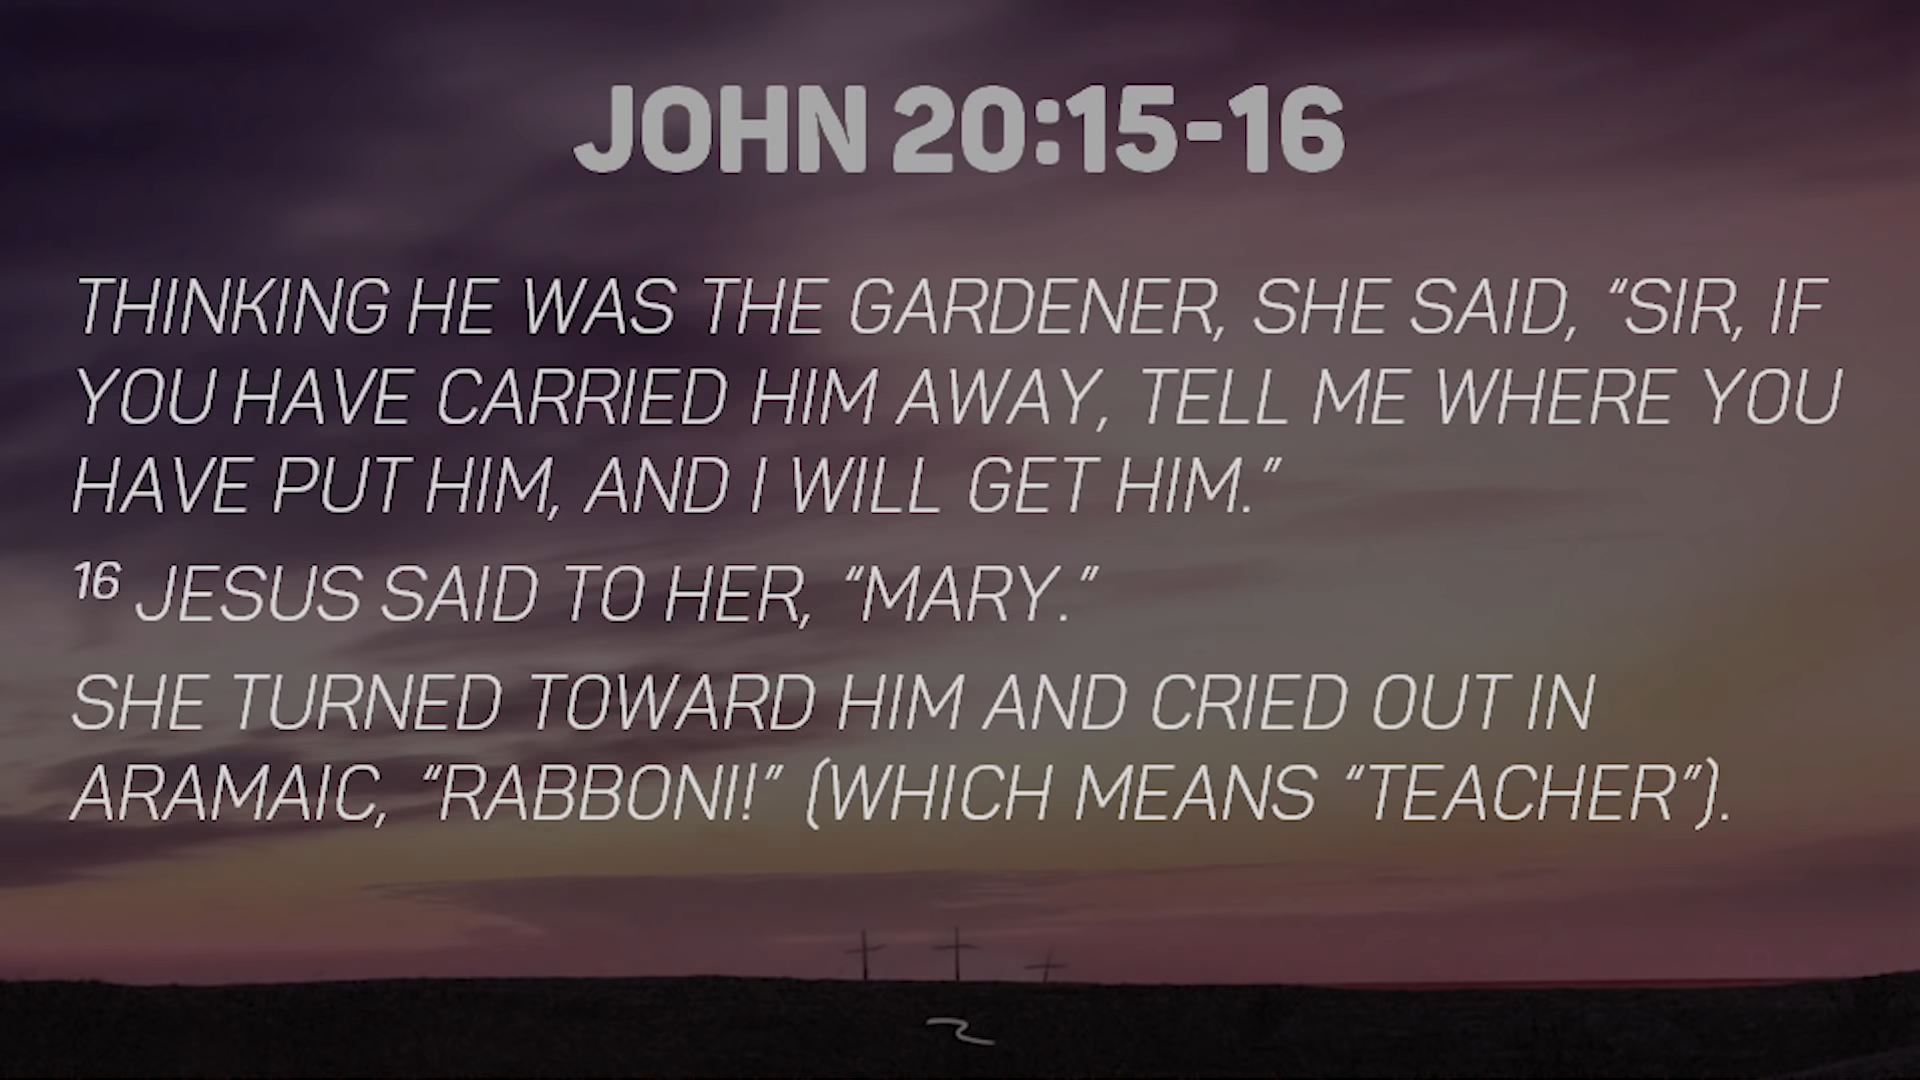 JOHN 20:15-16
THINKING HE WAS THE GARDENER, SHE SAID, “SIR, IF
YOU HAVE CARRIED HIM AWAY, TELL ME WHERE YOU
HAVE PUT HIM, AND I WILL GET HIM.”
16 JESUS SAID TO HER, “MARY.”
SHE TURNED TOWARD HIM AND CRIED OUT IN
ARAMAIC, “RABBONI!” (WHICH MEANS “TEACHER”).